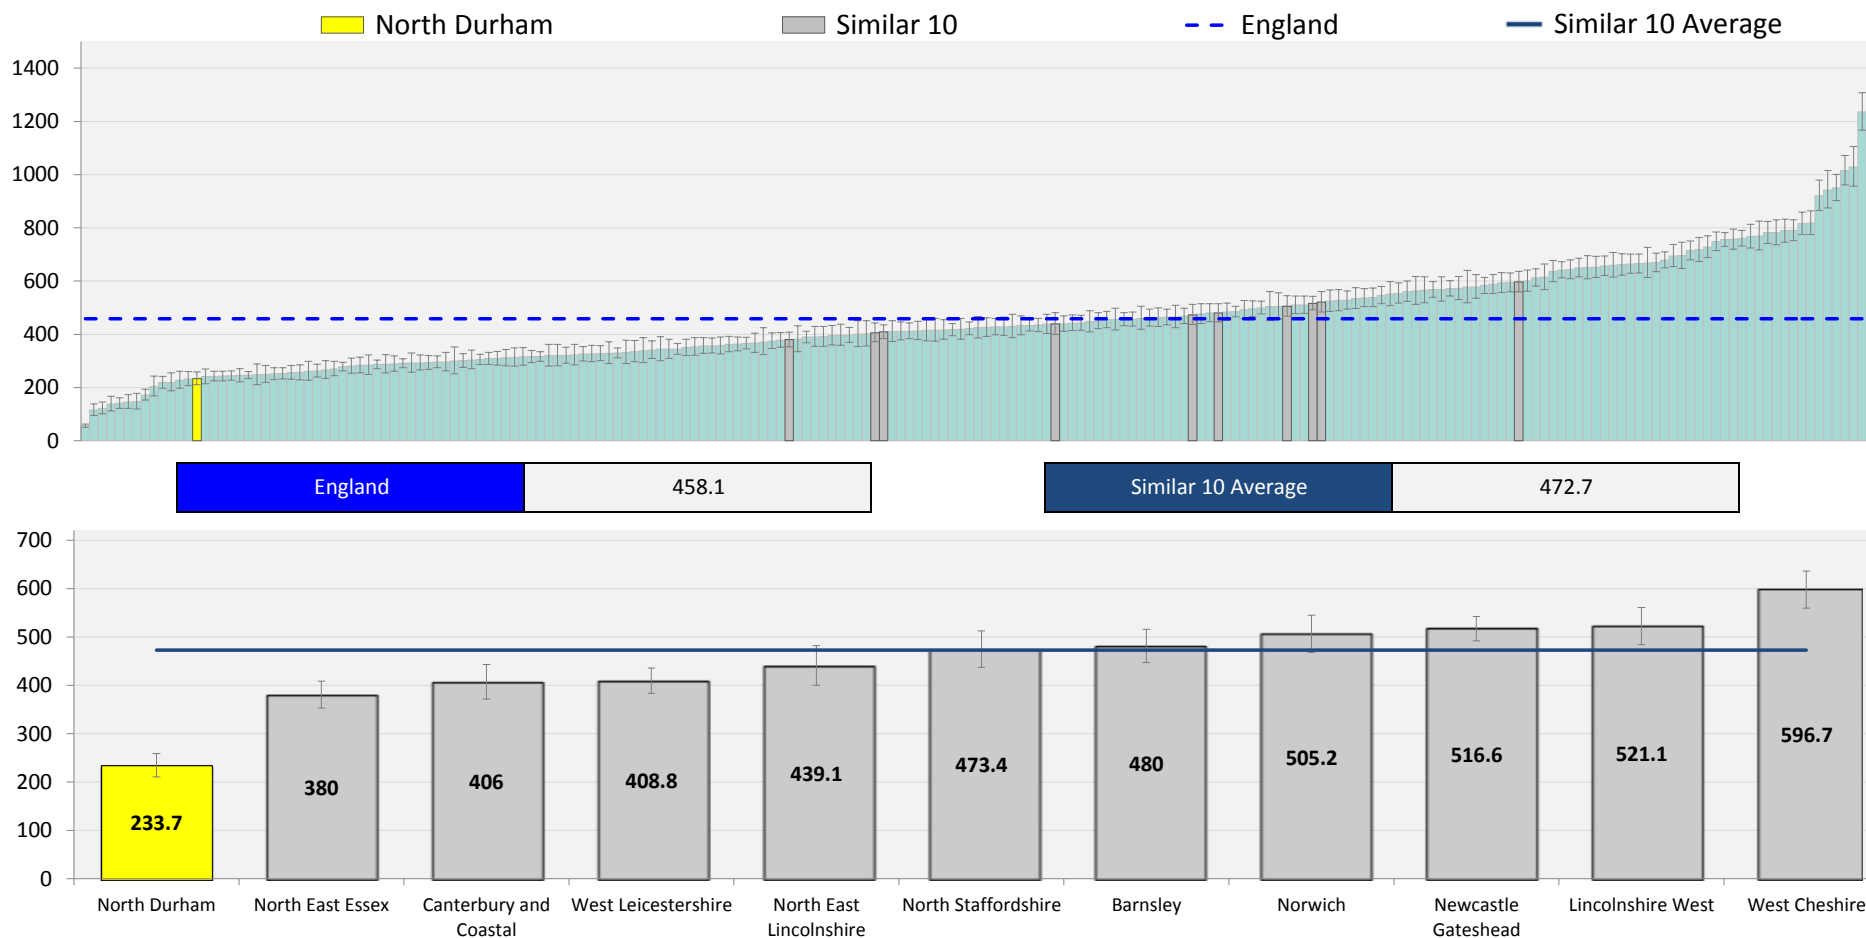 North Durham
Similar 10
England
Similar 10 Average
1400
1200
1000
800
600
400
200
0
England
458.1
Similar 10 Average
472.7
700
600
500
400
300
200
100
0
233.7
380
406
408.8
439.1
473.4
480
505.2
516.6
521.1
596.7
North Durham
North East Essex
Canterbury and
Coastal
West Leicestershire
North East
Lincolnshire
North Staffordshire
Barnsley
Norwich
Newcastle
Gateshead
Lincolnshire West
West Cheshire